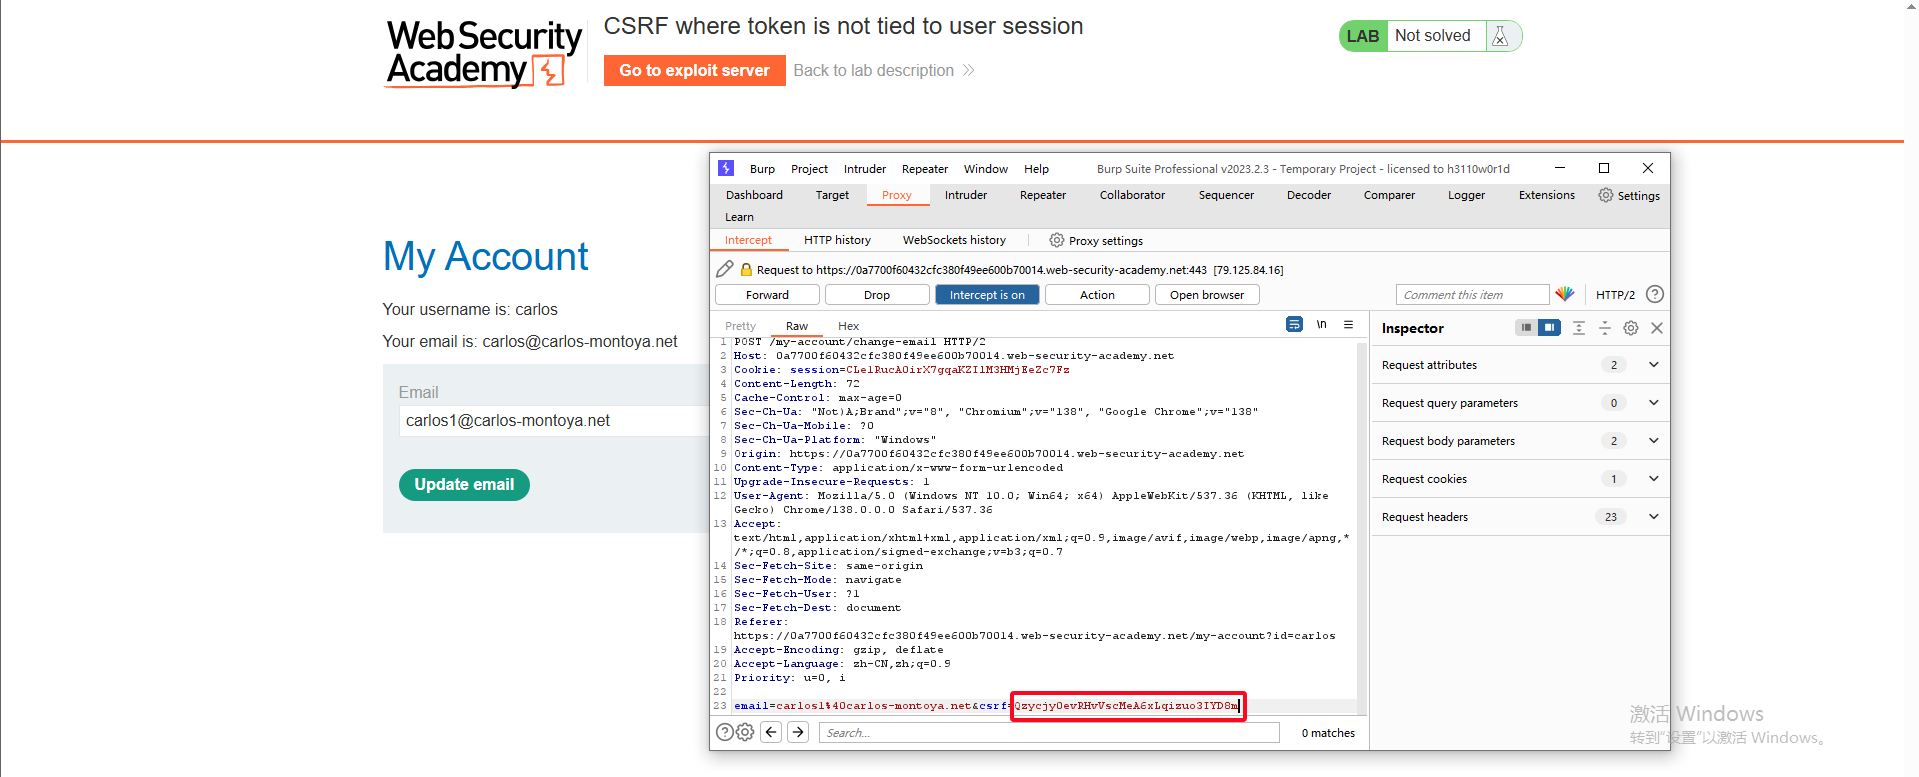 Web Security
Academy
CSRF where token is not tied to user session
Go to exploit server
Back to lab description
LAB
Not solved
My Account
Your username is: carlos
Your email is: carlos@carlos-montoya.net
Email
carlos1@carlos-montoya.net
Update email
Burp Project Intruder Repeater Window Help
Burp Suite Professional v2023.2.3 - Temporary Project - licensed to h3110w0r1d
Dashboard Target Proxy Intruder Repeater Collaborator Sequencer Decoder Comparer Logger Extensions Settings
Learn
Intercept HTTP history WebSockets history Proxy settings
Request to https://0a7700f60432cfc380f49ee600b70014.web-security-academy.net:443 [79.125.84.16]
Forward Drop Intercept is on Action Open browser Comment this item HTTP/2
Pretty Raw Hex \n
1 POST /my-account/change-email HTTP/2
2 Host: 0a7700f60432cfc380f49ee600b70014.web-security-academy.net
3 Cookie: session=CLelRucA0irX7gqaKZIlM3HMjEeZc7Fz
4 Content-Length: 72
5 Cache-Control: max-age=0
6 Sec-Ch-Ua: "Not)A;Brand";v="8", "Chromium";v="138", "Google Chrome";v="138"
7 Sec-Ch-Ua-Mobile: ?0
8 Sec-Ch-Ua-Platform: "Windows"
9 Origin: https://0a7700f60432cfc380f49ee600b70014.web-security-academy.net
10 Content-Type: application/x-www-form-urlencoded
11 Upgrade-Insecure-Requests: 1
12 User-Agent: Mozilla/5.0 (Windows NT 10.0; Win64; x64) AppleWebKit/537.36 (KHTML, like
Gecko) Chrome/138.0.0.0 Safari/537.36
13 Accept:
text/html,application/xhtml+xml,application/xml;q=0.9,image/avif,image/webp,image/apng,*
/*;q=0.8,application/signed-exchange;v=b3;q=0.7
14 Sec-Fetch-Site: same-origin
15 Sec-Fetch-Mode: navigate
16 Sec-Fetch-User: ?1
17 Sec-Fetch-Dest: document
18 Referer:
https://0a7700f60432cfc380f49ee600b70014.web-security-academy.net/my-account?id=carlos
19 Accept-Encoding: gzip, deflate
20 Accept-Language: zh-CN,zh;q=0.9
21 Priority: u=0, i
22
23 email=carlos1%40carlos-montoya.net&csrf=QzycjyOevRHvVscMeA6xLqizuo3IYD8m
Search...
0 matches
Inspector
Request attributes 2
Request query parameters 0
Request body parameters 2
Request cookies 1
Request headers 23
激活 Windows
转到“设置”以激活 Windows。